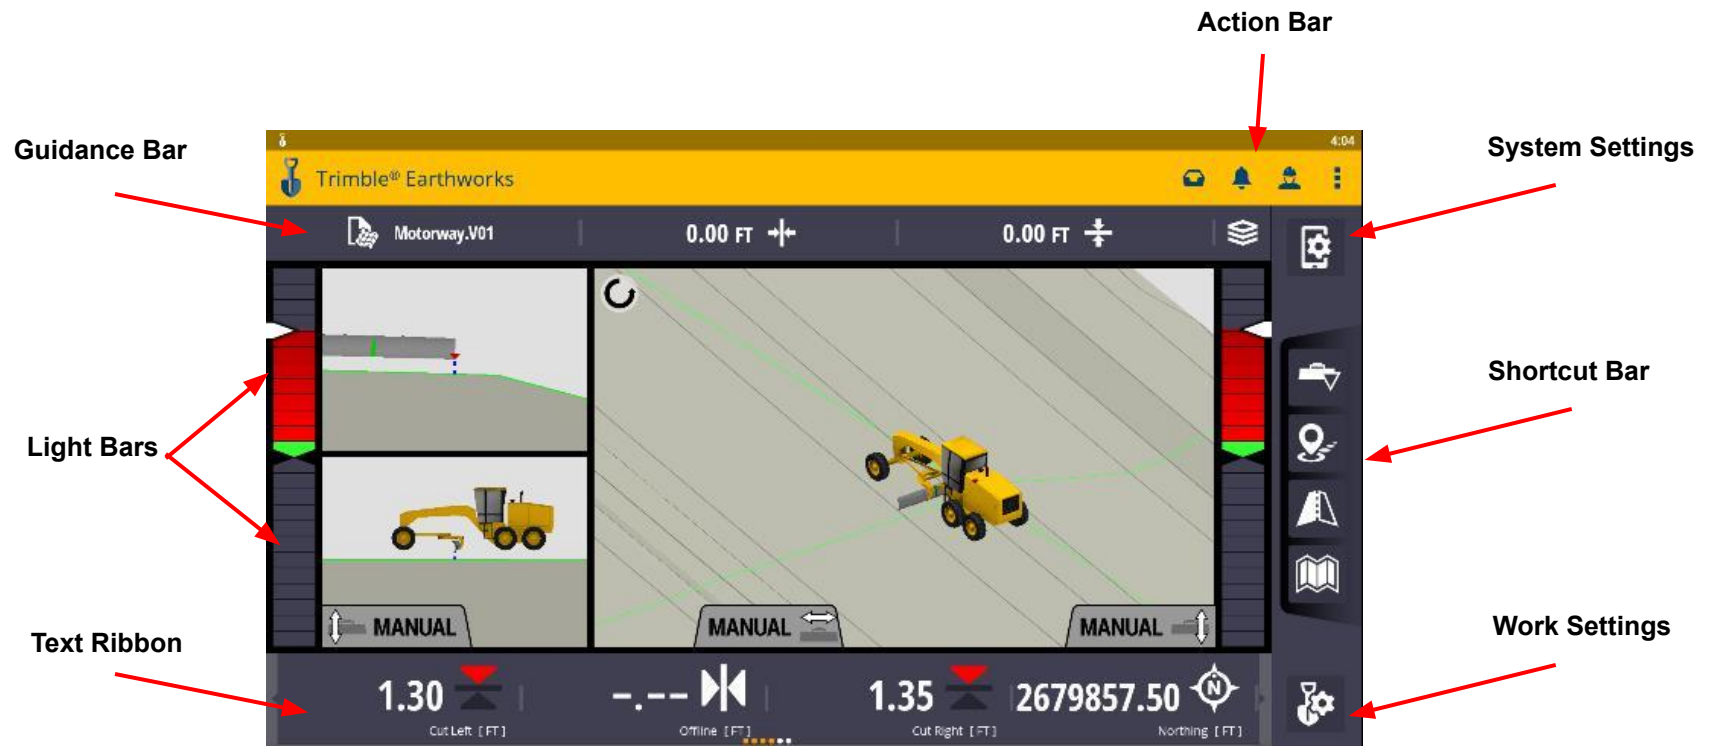 Action Bar
Guidance Bar
System Settings
4:04
Trimble® Earthworks
Motorway.V01
0.00 FT
0.00 FT
Shortcut Bar
Light Bars
MANUAL
MANUAL
MANUAL
Work Settings
Text Ribbon
1.30
-.--
1.35
2679857.50
N
Cut Left [FT]
Offline [FT]
Cut Right [FT]
Northing [FT]